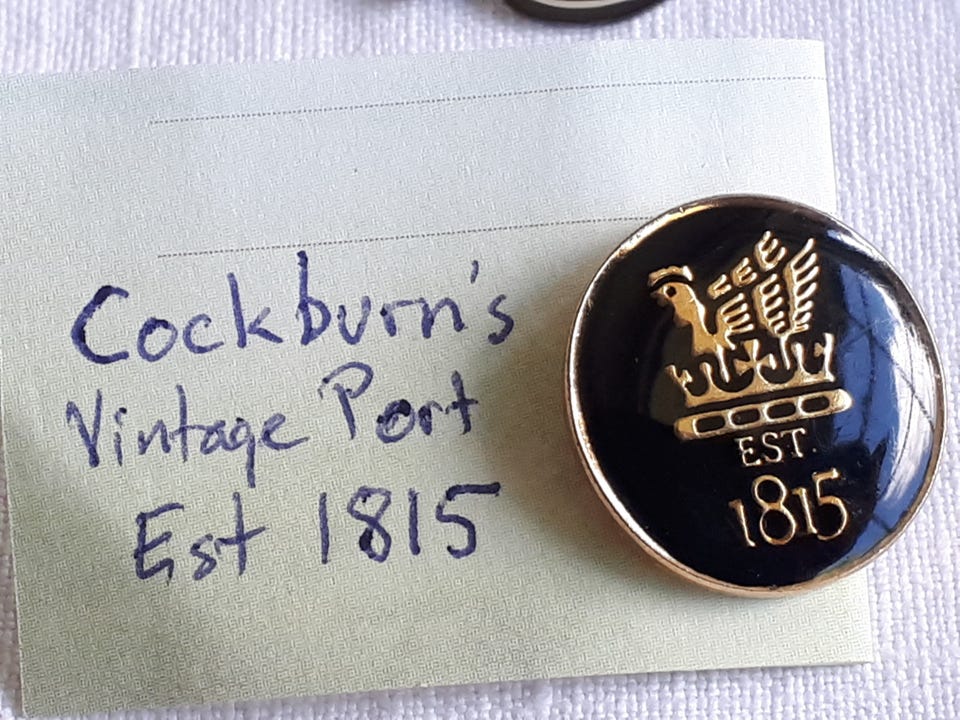 Cockburn's
Vintage Port
Est 1815
EST.
1815